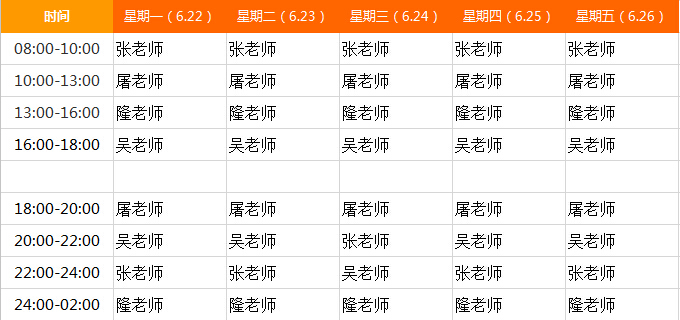 时间 星期一（6.22） 星期二（6.23） 星期三（6.24） 星期四（6.25） 星期五（6.26）
08:00-10:00 张老师 张老师 张老师 张老师 张老师
10:00-13:00 屠老师 屠老师 屠老师 屠老师 屠老师
13:00-16:00 隆老师 隆老师 隆老师 隆老师 隆老师
16:00-18:00 吴老师 吴老师 吴老师 吴老师 吴老师
18:00-20:00 屠老师 屠老师 屠老师 屠老师 屠老师
20:00-22:00 吴老师 吴老师 张老师 吴老师 吴老师
22:00-24:00 张老师 张老师 吴老师 张老师 张老师
24:00-02:00 隆老师 隆老师 隆老师 隆老师 隆老师